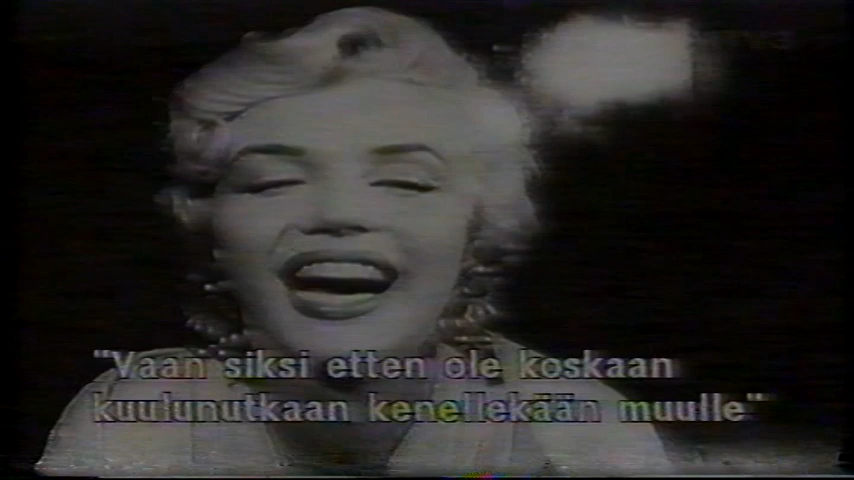 "Vaan siksi etten ole koskaan
kuulunutkaan kenellekään muulle"